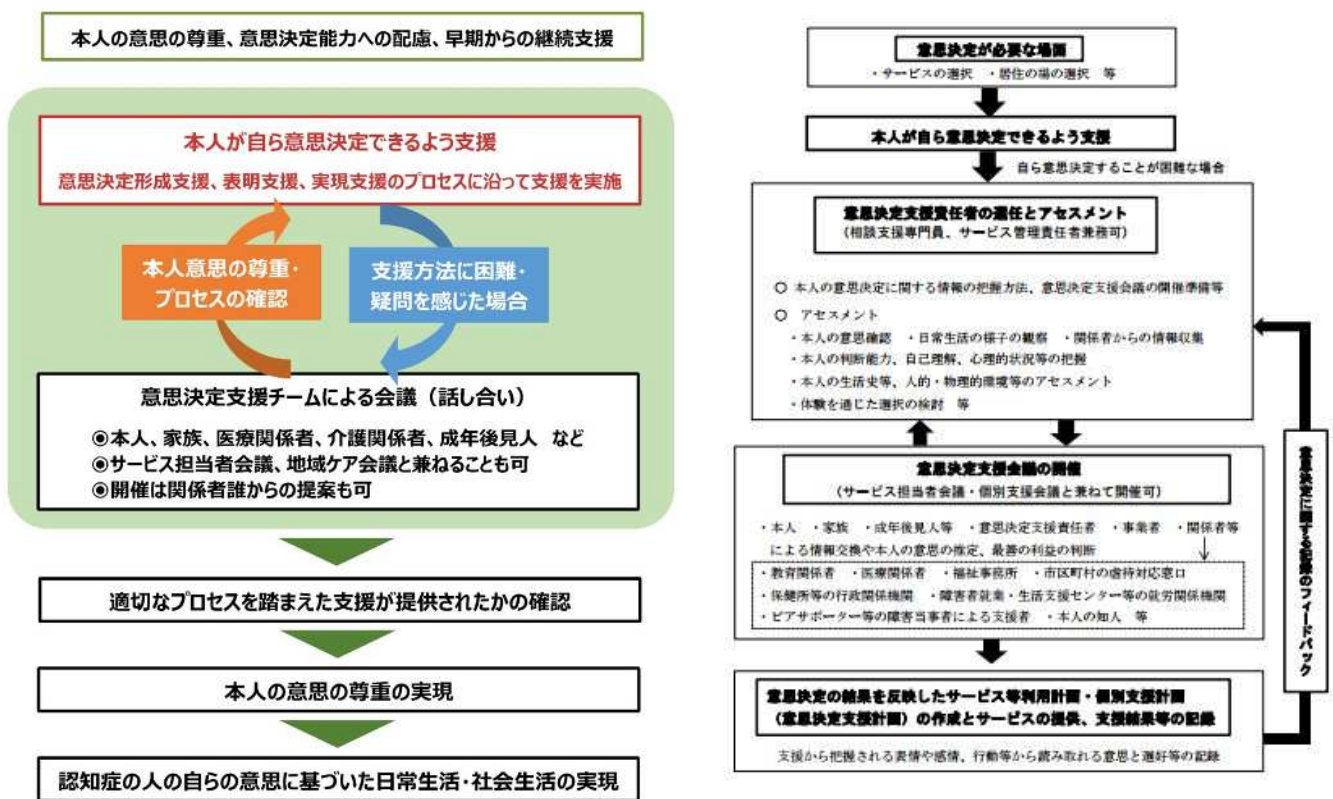 本人の意思の尊重、意思決定能力への配慮、早期からの継続支援
本人が自ら意思決定できるよう支援
意思決定形成支援、表明支援、実現支援のプロセスに沿って支援を実施
本人意思の尊重・
プロセスの確認
支援方法に困難・
疑問を感じた場合
意思決定支援チームによる会議（話し合い）
◉本人、家族、医療関係者、介護関係者、成年後見人　など
◉サービス担当者会議、地域ケア会議と兼ねることも可
◉開催は関係者誰からの提案も可
適切なプロセスを踏まえた支援が提供されたかの確認
本人の意思の尊重の実現
認知症の人の自らの意思に基づいた日常生活・社会生活の実現
意思決定が必要な場面
・サービスの選択　・居住の場の選択　等
本人が自ら意思決定できるよう支援
自ら意思決定することが困難な場合
意思決定支援責任者の選任とアセスメント
（相談支援専門員、サービス管理責任者兼務可）
○ 本人の意思決定に関する情報の把握方法、意思決定支援会議の開催準備等
○ アセスメント
・本人の意思確認　・日常生活の様子の観察　・関係者からの情報収集
・本人の判断能力、自己理解、心理的状況等の把握
・本人の生活史等、人的・物理的環境等のアセスメント
・体験を通じた選択の検討　等
意思決定支援会議の開催
（サービス担当者会議・個別支援会議と兼ねて開催可）
・本人　・家族　・成年後見人等　・意思決定支援責任者　・事業者　・関係者等
による情報交換や本人の意思の推定、最善の利益の判断
・教育関係者　・医療関係者　・福祉事務所　・市区町村の虐待対応窓口
・保健所等の行政関係機関　・障害者就業・生活支援センター等の就労関係機関
・ピアサポーター等の障害当事者による支援者　・本人の知人　等
意思決定の結果を反映したサービス等利用計画・個別支援計画
（意思決定支援計画）の作成とサービスの提供、支援結果等の記録
支援から把握される表情や感情、行動等から読み取れる意思と選好等の記録
意思決定に関する記録のフィードバック